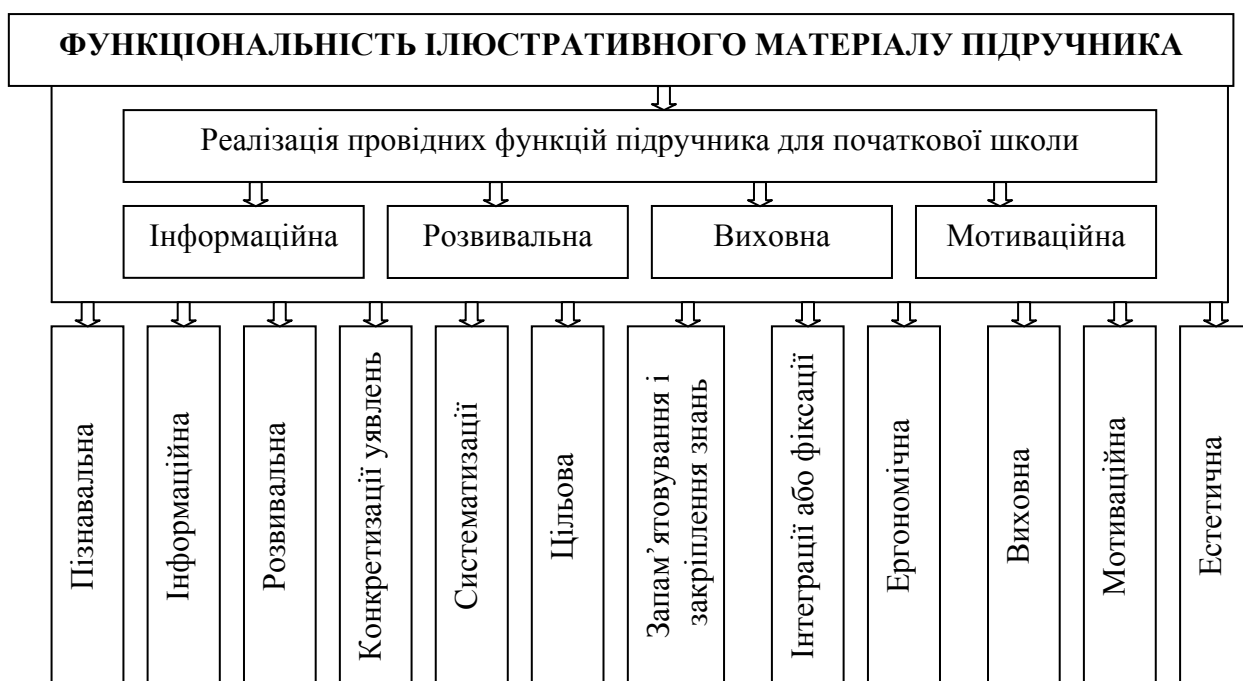 ФУНКЦІОНАЛЬНІСТЬ ІЛЮСТРАТИВНОГО МАТЕРІАЛУ ПІДРУЧНИКА
Реалізація провідних функцій підручника для початкової школи
Інформаційна
Розвивальна
Виховна
Мотиваційна
Пізнавальна
Інформаційна
Розвивальна
Конкретизації уявлень
Систематизації
Цільова
Запам’ятовування і
закріплення знань
Інтеграції або фіксації
Ергономічна
Виховна
Мотиваційна
Естетична